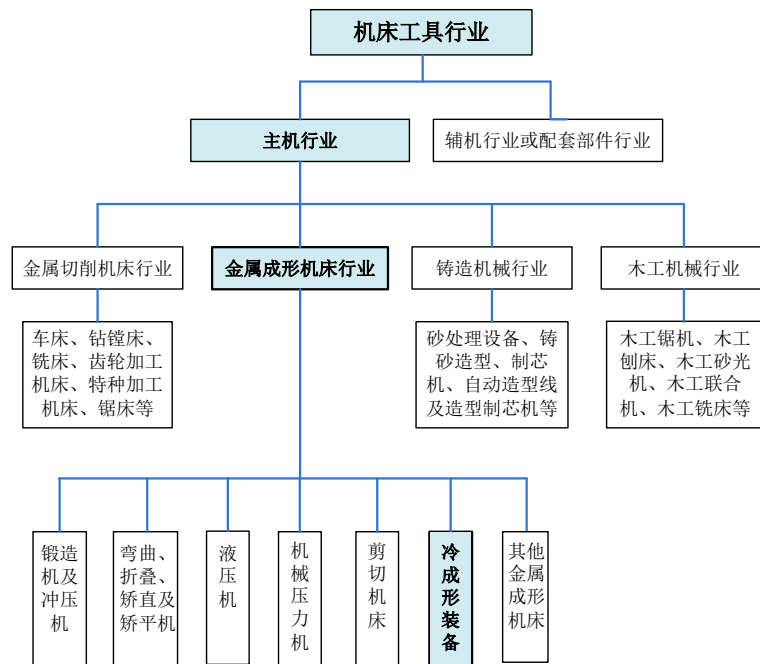 机床工具行业
主机行业
辅机行业或配套部件行业
金属切削机床行业
金属成形机床行业
铸造机械行业
木工机械行业
车床、钻镗床、
铣床、齿轮加工
机床、特种加工
机床、锯床等
砂处理设备、铸
砂造型、制芯
机、自动造型线
及造型制芯机等
木工锯机、木工
刨床、木工砂光
机、木工联合
机、木工铣床等
锻造
机及
冲压
机
弯曲、
折叠、
矫直及
矫平机
液
压
机
机
械
压
力
机
剪
切
机
床
冷
成
形
装
备
其他
金属
成形
机床